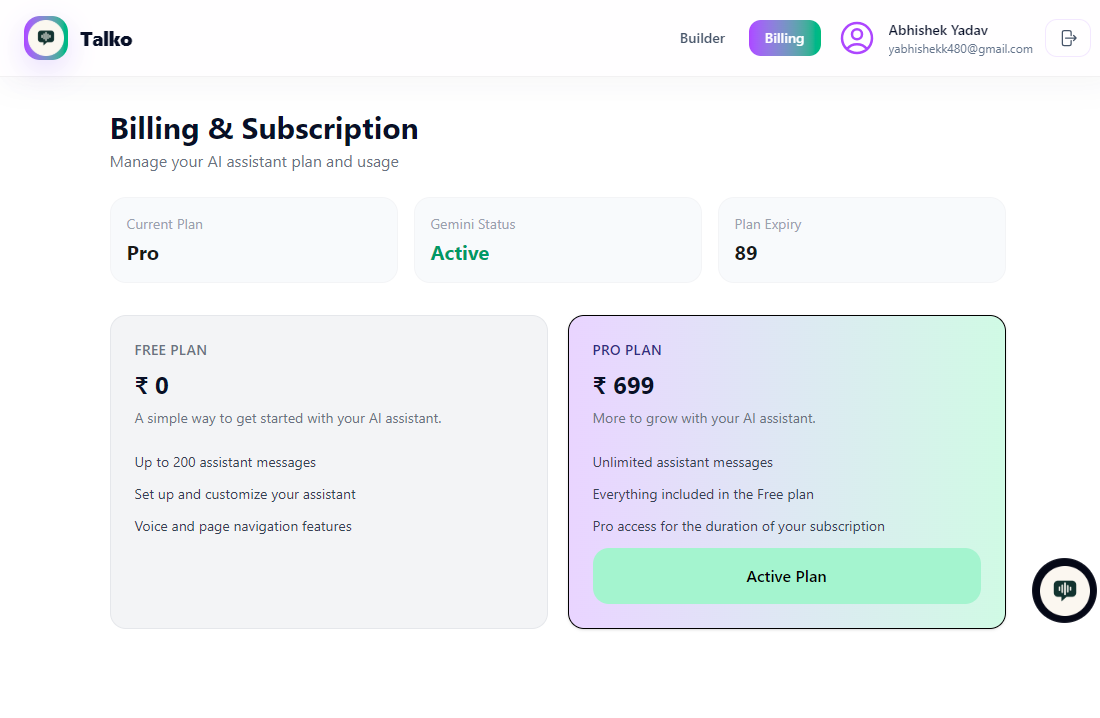 Talko
Builder
Billing
Abhishek Yadav
yabhishekk480@gmail.com
Billing & Subscription
Manage your AI assistant plan and usage
Current Plan
Pro
Gemini Status
Active
Plan Expiry
89
FREE PLAN
₹ 0
A simple way to get started with your AI assistant.
Up to 200 assistant messages
Set up and customize your assistant
Voice and page navigation features
PRO PLAN
₹ 699
More to grow with your AI assistant.
Unlimited assistant messages
Everything included in the Free plan
Pro access for the duration of your subscription
Active Plan